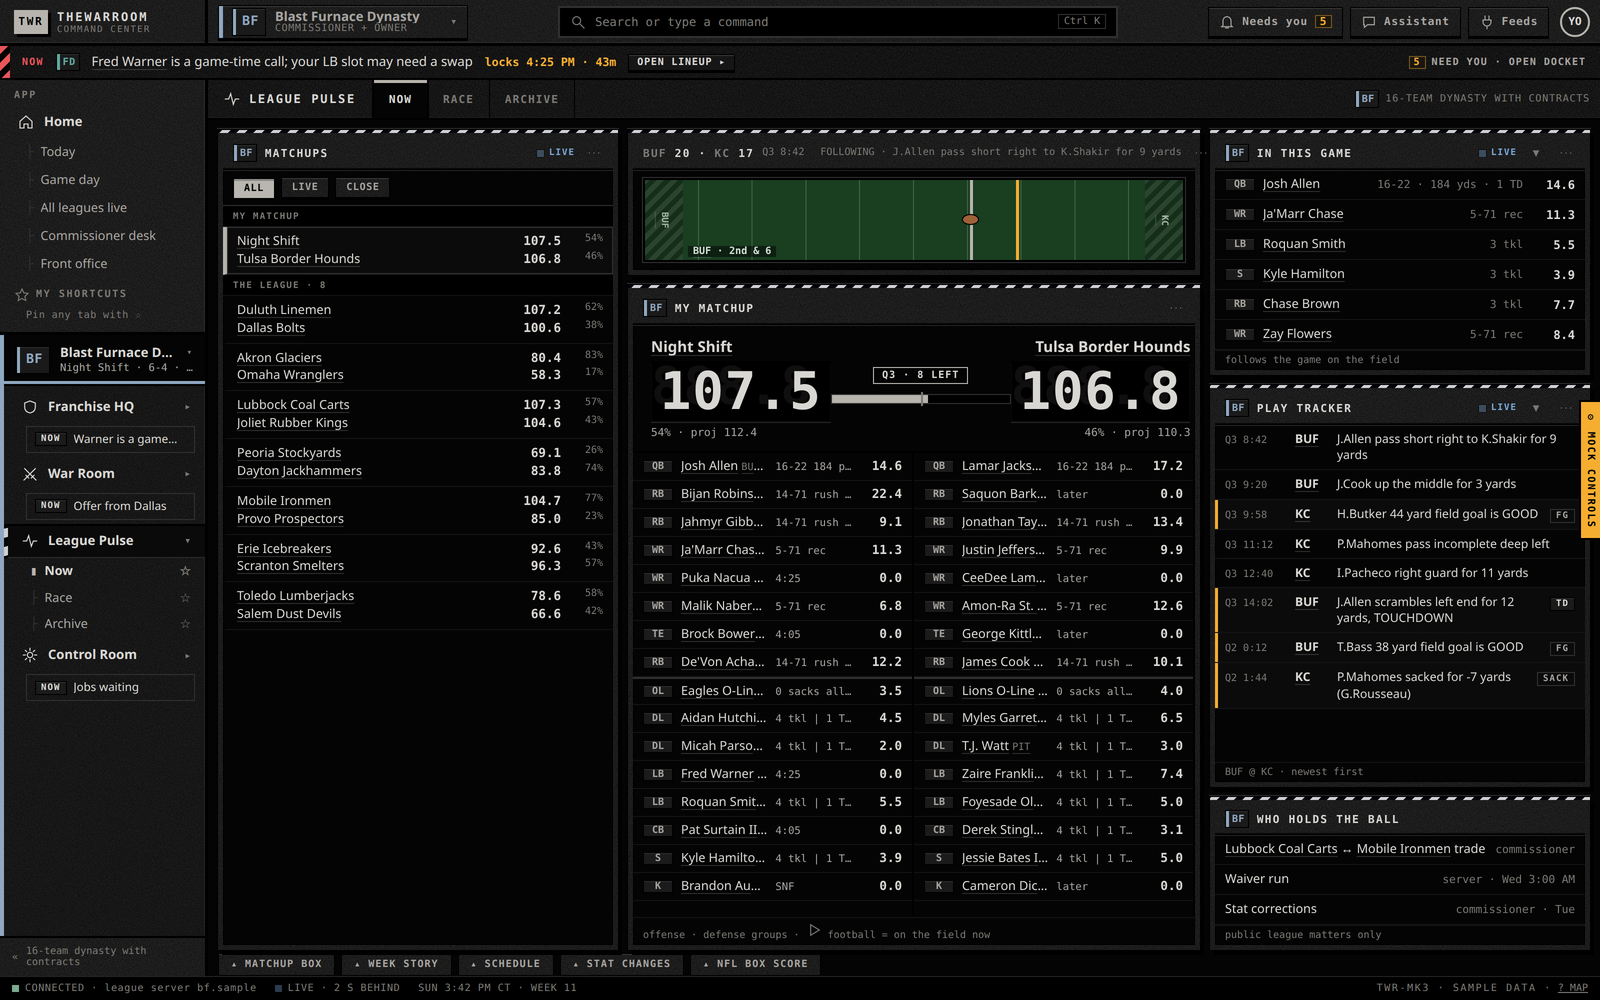 TWR THEWARROOM COMMAND CENTER
BF Blast Furnace Dynasty COMMISSIONER + OWNER
Search or type a command Ctrl K
Needs you 5 Assistant Feeds YO
NOW FD Fred Warner is a game-time call; your LB slot may need a swap locks 4:25 PM · 43m OPEN LINEUP ▸
5 NEED YOU · OPEN DOCKET
APP
Home
Today
Game day
All leagues live
Commissioner desk
Front office
MY SHORTCUTS
Pin any tab with ☆
BF Blast Furnace D…
Night Shift · 6-4 · …
Franchise HQ
NOW Warner is a game…
War Room
NOW Offer from Dallas
League Pulse
Now
Race
Archive
Control Room
NOW Jobs waiting
« 16-team dynasty with contracts
LEAGUE PULSE NOW RACE ARCHIVE
BF 16-TEAM DYNASTY WITH CONTRACTS
BF MATCHUPS LIVE ···
ALL LIVE CLOSE
MY MATCHUP
Night Shift 107.5 54%
Tulsa Border Hounds 106.8 46%
THE LEAGUE · 8
Duluth Linemen 107.2 62%
Dallas Bolts 100.6 38%
Akron Glaciers 80.4 83%
Omaha Wranglers 58.3 17%
Lubbock Coal Carts 107.3 57%
Joliet Rubber Kings 104.6 43%
Peoria Stockyards 69.1 26%
Dayton Jackhammers 83.8 74%
Mobile Ironmen 104.7 77%
Provo Prospectors 85.0 23%
Erie Icebreakers 92.6 43%
Scranton Smelters 96.3 57%
Toledo Lumberjacks 78.6 58%
Salem Dust Devils 66.6 42%
BUF 20 · KC 17 Q3 8:42 FOLLOWING · J.Allen pass short right to K.Shakir for 9 yards ···
BUF
KC
BUF · 2nd & 6
BF MY MATCHUP ···
Night Shift Tulsa Border Hounds
107.5 Q3 · 8 LEFT 106.8
54% · proj 112.4 46% · proj 110.3
QB Josh Allen BU… 16-22 184 p… 14.6 QB Lamar Jacks… 16-22 184 p… 17.2
RB Bijan Robins… 14-71 rush … 22.4 RB Saquon Bark… later 0.0
RB Jahmyr Gibb… 14-71 rush … 9.1 RB Jonathan Tay… 14-71 rush … 13.4
WR Ja'Marr Chas… 5-71 rec 11.3 WR Justin Jeffers… 5-71 rec 9.9
WR Puka Nacua … 4:25 0.0 WR CeeDee Lam… later 0.0
WR Malik Naber… 5-71 rec 6.8 WR Amon-Ra St. … 5-71 rec 12.6
TE Brock Bower… 4:05 0.0 TE George Kittl… later 0.0
RB De'Von Acha… 14-71 rush … 12.2 RB James Cook … 14-71 rush … 10.1
OL Eagles O-Lin… 0 sacks all… 3.5 OL Lions O-Line … 0 sacks all… 4.0
DL Aidan Hutchi… 4 tkl | 1 T… 4.5 DL Myles Garret… 4 tkl | 1 T… 6.5
DL Micah Parso… 4 tkl | 1 T… 2.0 DL T.J. Watt PIT 4 tkl | 1 T… 3.0
LB Fred Warner … 4:25 0.0 LB Zaire Frankli… 4 tkl | 1 T… 7.4
LB Roquan Smit… 4 tkl | 1 T… 5.5 LB Foyesade Ol… 4 tkl | 1 T… 5.0
CB Pat Surtain II… 4:05 0.0 CB Derek Stingl… 4 tkl | 1 T… 3.1
S Kyle Hamilto… 4 tkl | 1 T… 3.9 S Jessie Bates I… 4 tkl | 1 T… 5.0
K Brandon Au… SNF 0.0 K Cameron Dic… later 0.0
offense · defense groups · ▷ football = on the field now
BF IN THIS GAME LIVE ▼ ···
QB Josh Allen 16-22 · 184 yds · 1 TD 14.6
WR Ja'Marr Chase 5-71 rec 11.3
LB Roquan Smith 3 tkl 5.5
S Kyle Hamilton 3 tkl 3.9
RB Chase Brown 3 tkl 7.7
WR Zay Flowers 5-71 rec 8.4
follows the game on the field
BF PLAY TRACKER LIVE ▼ ···
Q3 8:42 BUF J.Allen pass short right to K.Shakir for 9 yards
Q3 9:20 BUF J.Cook up the middle for 3 yards
Q3 9:58 KC H.Butker 44 yard field goal is GOOD FG
Q3 11:12 KC P.Mahomes pass incomplete deep left
Q3 12:40 KC I.Pacheco right guard for 11 yards
Q3 14:02 BUF J.Allen scrambles left end for 12 yards, TOUCHDOWN TD
Q2 0:12 BUF T.Bass 38 yard field goal is GOOD FG
Q2 1:44 KC P.Mahomes sacked for -7 yards (G.Rousseau) SACK
BUF @ KC · newest first
MOCK CONTROLS
BF WHO HOLDS THE BALL
Lubbock Coal Carts ↔ Mobile Ironmen trade commissioner
Waiver run server · Wed 3:00 AM
Stat corrections commissioner · Tue
public league matters only
▴ MATCHUP BOX ▴ WEEK STORY ▴ SCHEDULE ▴ STAT CHANGES ▴ NFL BOX SCORE
CONNECTED · league server bf.sample LIVE · 2 S BEHIND SUN 3:42 PM CT · WEEK 11
TWR-MK3 · SAMPLE DATA · ? MAP